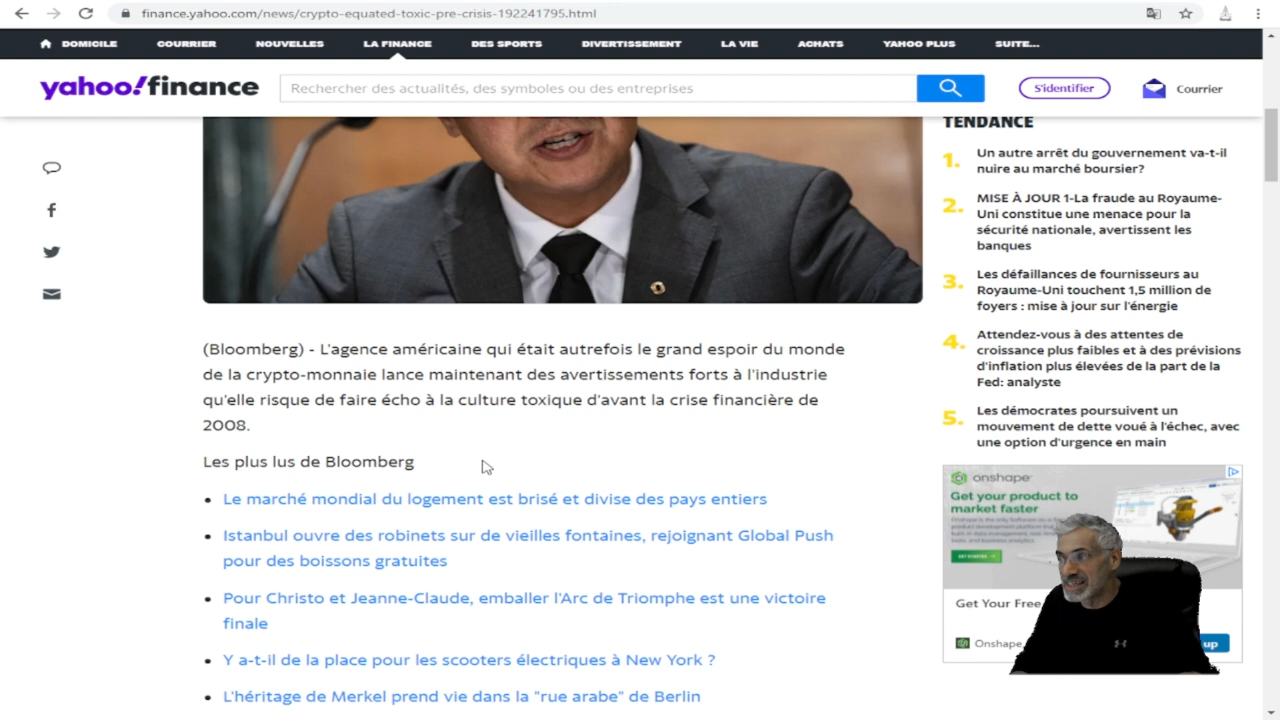 finance.yahoo.com/news/crypto-equated-toxic-pre-crisis-192241795.html
DOMICILE COURRIER NOUVELLES LA FINANCE DES SPORTS DIVERTISSEMENT LA VIE ACHATS YAHOO PLUS SUITE...
yahoo!finance
Rechercher des actualités, des symboles ou des entreprises
S'identifier
Courrier
(Bloomberg) - L'agence américaine qui était autrefois le grand espoir du monde
de la crypto-monnaie lance maintenant des avertissements forts à l'industrie
qu'elle risque de faire écho à la culture toxique d'avant la crise financière de
2008.
Les plus lus de Bloomberg
• Le marché mondial du logement est brisé et divise des pays entiers
• Istanbul ouvre des robinets sur de vieilles fontaines, rejoignant Global Push
pour des boissons gratuites
• Pour Christo et Jeanne-Claude, emballer l'Arc de Triomphe est une victoire
finale
• Y a-t-il de la place pour les scooters électriques à New York ?
• L'héritage de Merkel prend vie dans la "rue arabe" de Berlin
TENDANCE
1. Un autre arrêt du gouvernement va-t-il
nuire au marché boursier?
2. MISE À JOUR 1-La fraude au Royaume-
Uni constitue une menace pour la
sécurité nationale, avertissent les
banques
3. Les défaillances de fournisseurs au
Royaume-Uni touchent 1,5 million de
foyers : mise à jour sur l'énergie
4. Attendez-vous à des attentes de
croissance plus faibles et à des prévisions
d'inflation plus élevées de la part de la
Fed: analyste
5. Les démocrates poursuivent un
mouvement de dette voué à l'échec, avec
une option d'urgence en main
onshape
Get your product to
market faster
GET STARTED
Get Your Free
Onshape
up